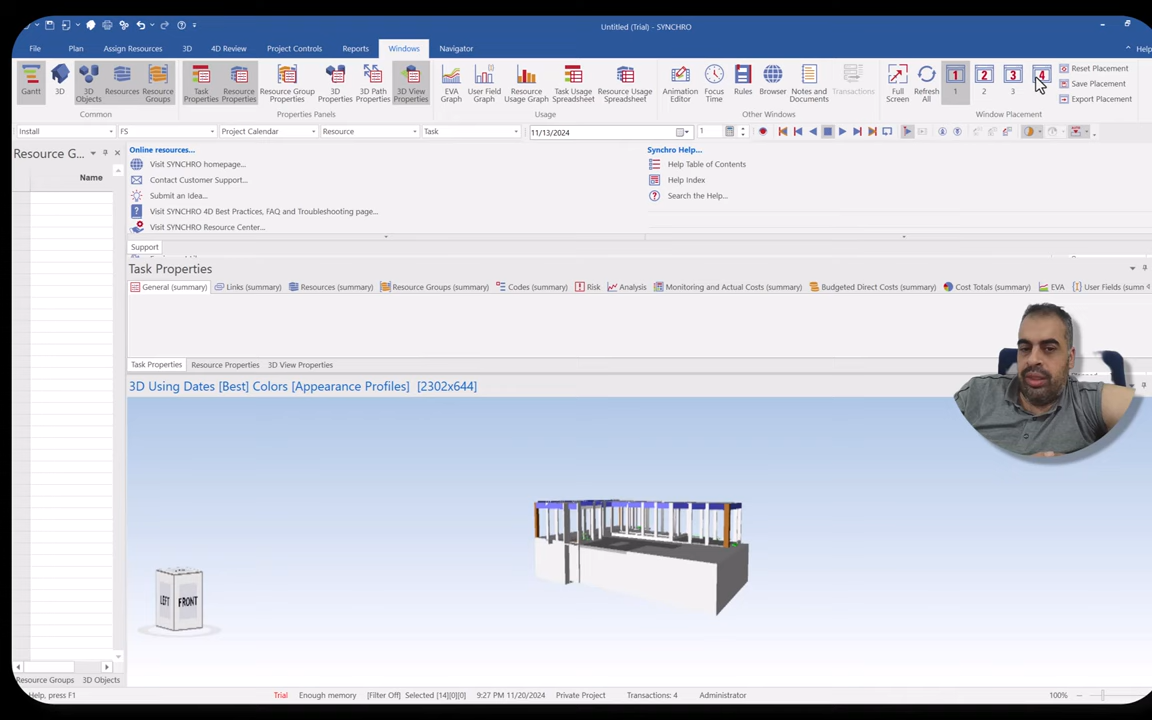 Untitled (Trial) - SYNCHRO
File Plan Assign Resources 3D 4D Review Project Controls Reports Windows Navigator Help
Gantt 3D 3D Objects Resources Resource Groups
Task Properties Resource Properties Resource Group Properties 3D Properties 3D Path Properties 3D View Properties
EVA Graph User Field Graph Resource Usage Graph Task Usage Spreadsheet Resource Usage Spreadsheet
Animation Editor Focus Time Rules Browser Notes and Documents Transactions
Full Screen Refresh All 1 1 2 2 3 3 4
Reset Placement
Save Placement
Export Placement
Common Properties Panels Usage Other Windows Window Placement
Install FS Project Calendar Resource Task 11/13/2024 1
Resource G...
Name
Online resources...
Visit SYNCHRO homepage...
Contact Customer Support...
Submit an Idea...
Visit SYNCHRO 4D Best Practices, FAQ and Troubleshooting page...
Visit SYNCHRO Resource Center...
Synchro Help...
Help Table of Contents
Help Index
Search the Help...
Support
Task Properties
General (summary) Links (summary) Resources (summary) Resource Groups (summary) Codes (summary) Risk Analysis Monitoring and Actual Costs (summary) Budgeted Direct Costs (summary) Cost Totals (summary) EVA User Fields (sumn
Task Properties Resource Properties 3D View Properties
3D Using Dates [Best] Colors [Appearance Profiles] [2302x644]
LEFT FRONT
Resource Groups 3D Objects
Help, press F1 Trial Enough memory [Filter Off] Selected [14][0][0] 9:27 PM 11/20/2024 Private Project Transactions: 4 Administrator 100%